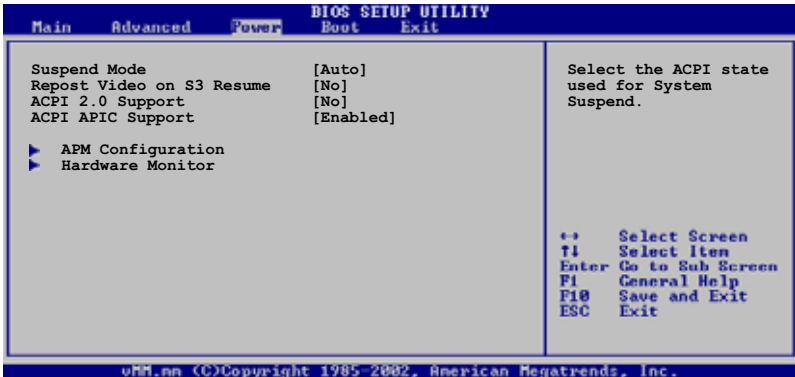 BIOS SETUP UTILITY
Main Advanced Power Boot Exit
Suspend Mode [Auto]
Repost Video on S3 Resume [No]
ACPI 2.0 Support [No]
ACPI APIC Support [Enabled]
APM Configuration
Hardware Monitor
Select the ACPI state
used for System
Suspend.
↔ Select Screen
↑↓ Select Item
Enter Go to Sub Screen
F1 General Help
F10 Save and Exit
ESC Exit
vMM.mm (C)Copyright 1985-2002, American Megatrends, Inc.